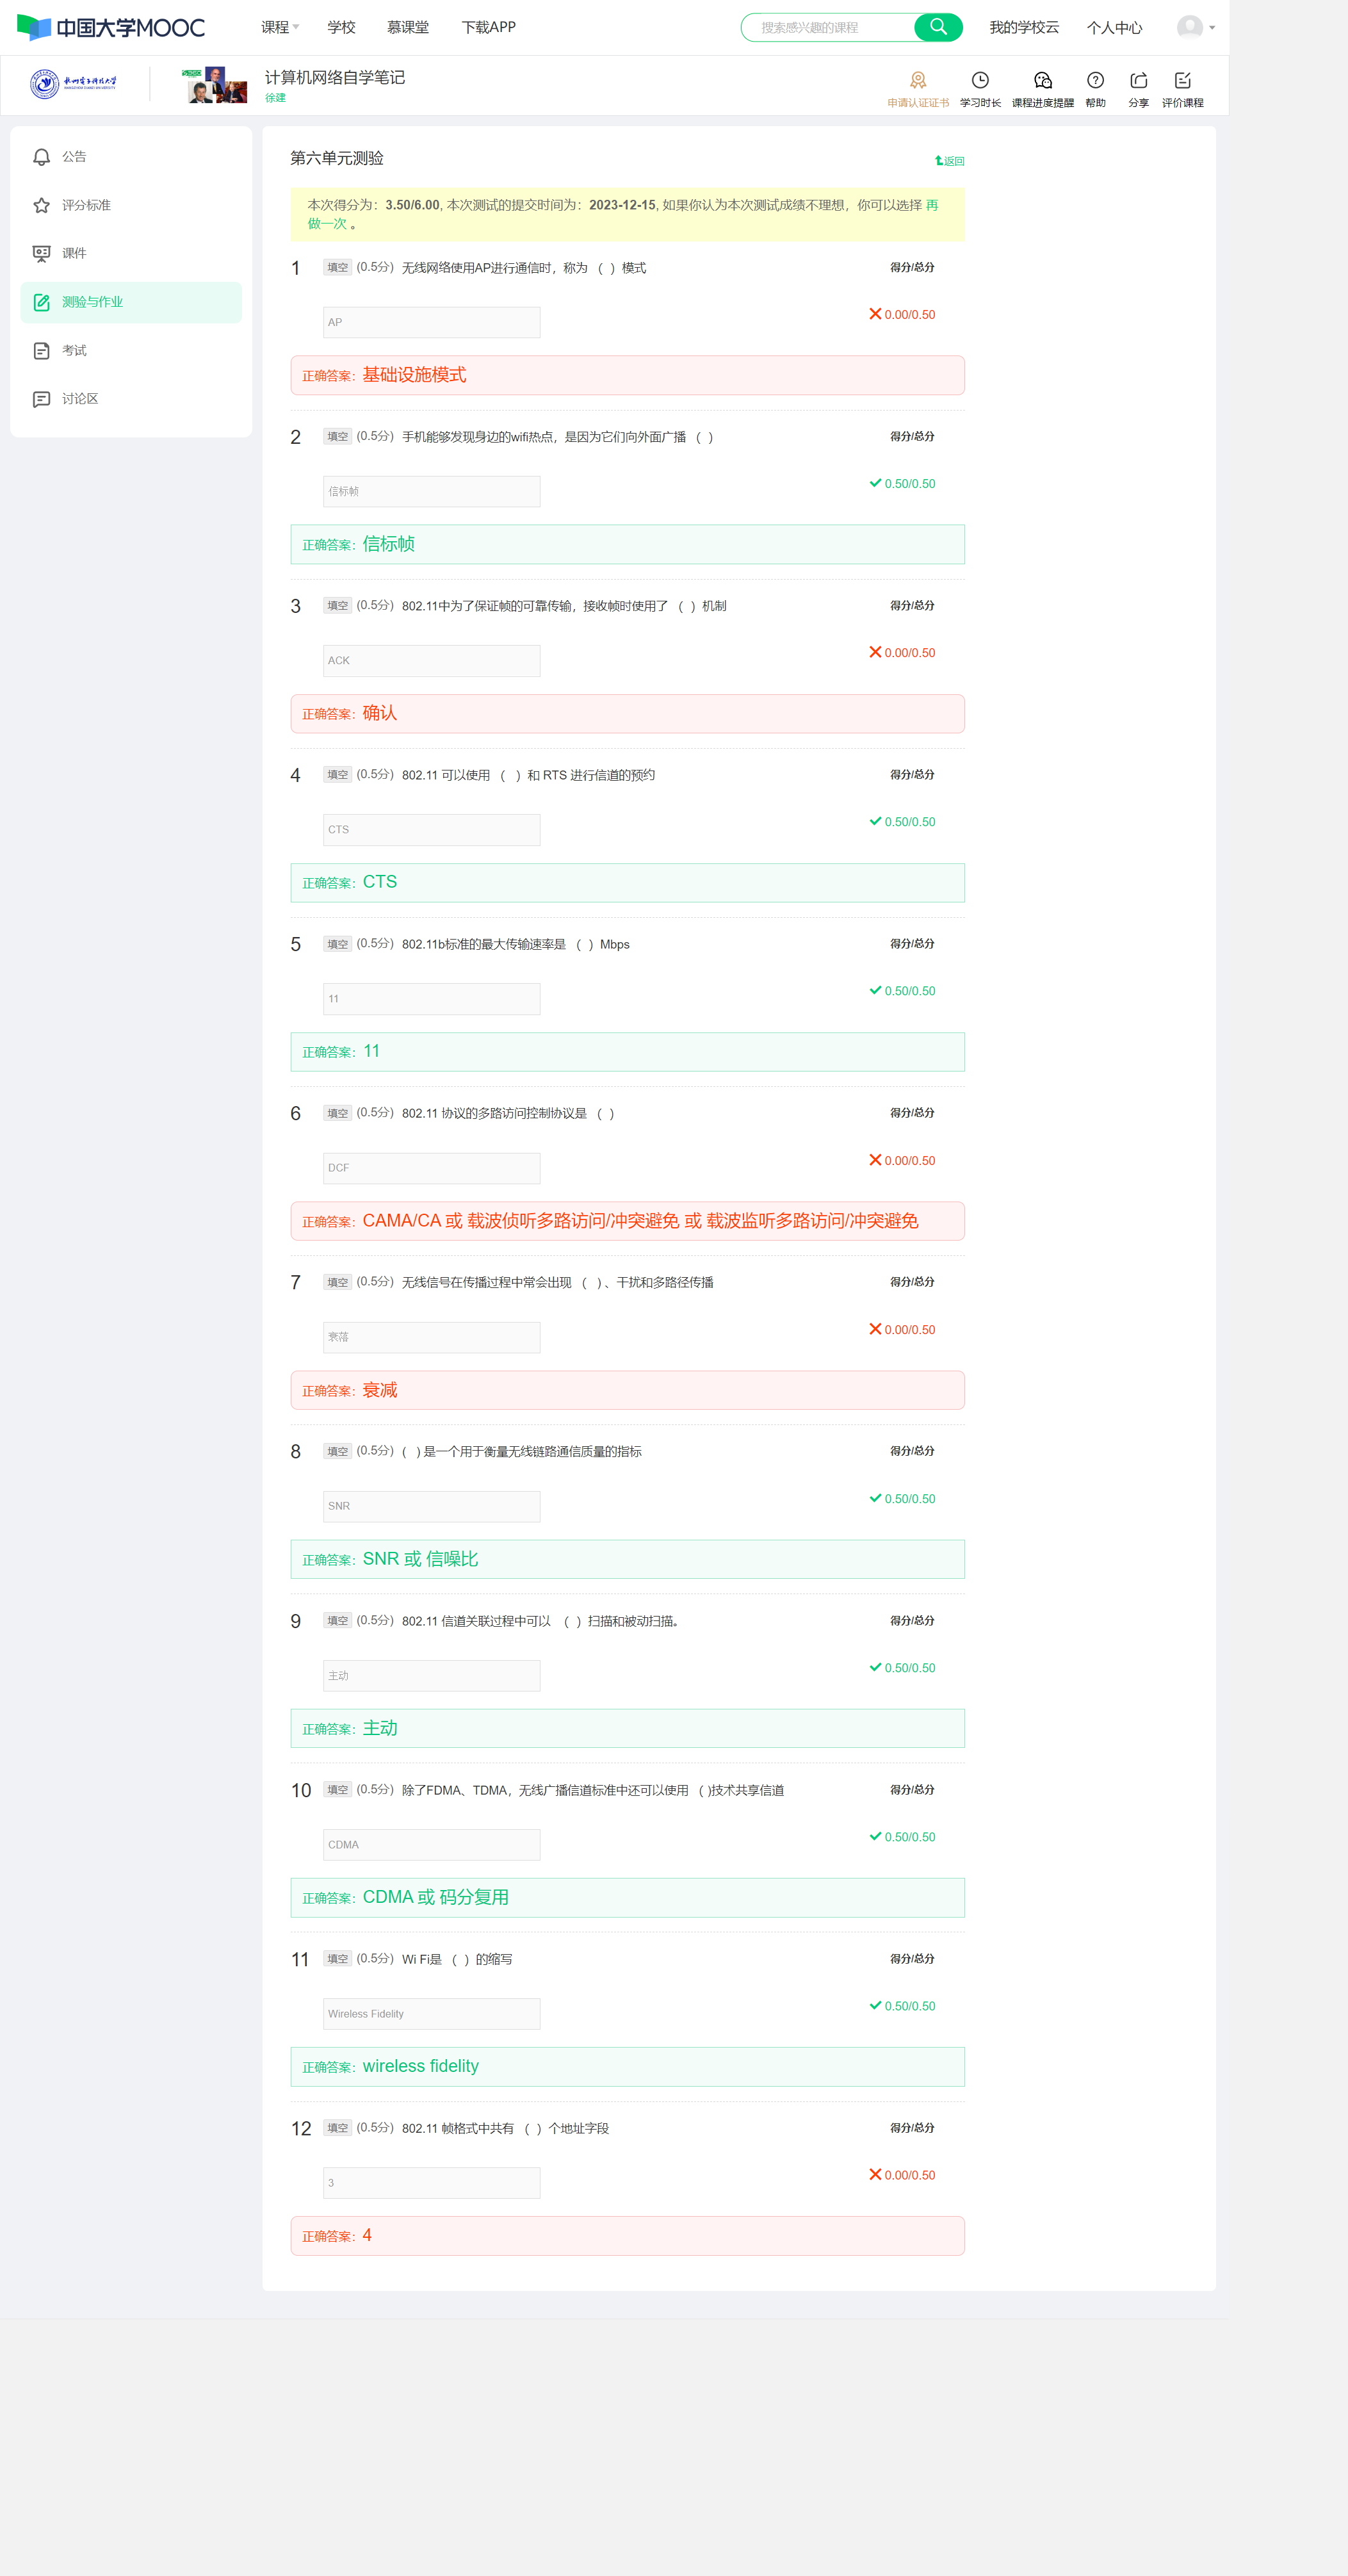 中国大学MOOC
课程 学校 慕课堂 下载APP
搜索感兴趣的课程
我的学校云 个人中心
杭州电子科技大学
HANGZHOU DIANZI UNIVERSITY
计算机网络自学笔记
徐建
申请认证证书 学习时长 课程进度提醒 帮助 分享 评价课程
公告
评分标准
课件
测验与作业
考试
讨论区
第六单元测验
返回
本次得分为：3.50/6.00, 本次测试的提交时间为：2023-12-15, 如果你认为本次测试成绩不理想，你可以选择 再
做一次 。
1 填空 (0.5分) 无线网络使用AP进行通信时，称为 （ ）模式 得分/总分
AP 0.00/0.50
正确答案：基础设施模式
2 填空 (0.5分) 手机能够发现身边的wifi热点，是因为它们向外面广播 （ ） 得分/总分
信标帧 0.50/0.50
正确答案：信标帧
3 填空 (0.5分) 802.11中为了保证帧的可靠传输，接收帧时使用了 （ ）机制 得分/总分
ACK 0.00/0.50
正确答案：确认
4 填空 (0.5分) 802.11 可以使用 （ ）和 RTS 进行信道的预约 得分/总分
CTS 0.50/0.50
正确答案：CTS
5 填空 (0.5分) 802.11b标准的最大传输速率是 （ ）Mbps 得分/总分
11 0.50/0.50
正确答案：11
6 填空 (0.5分) 802.11 协议的多路访问控制协议是 （ ） 得分/总分
DCF 0.00/0.50
正确答案：CAMA/CA 或 载波侦听多路访问/冲突避免 或 载波监听多路访问/冲突避免
7 填空 (0.5分) 无线信号在传播过程中常会出现 （ ) 、干扰和多路径传播 得分/总分
衰落 0.00/0.50
正确答案：衰减
8 填空 (0.5分) ( ) 是一个用于衡量无线链路通信质量的指标 得分/总分
SNR 0.50/0.50
正确答案：SNR 或 信噪比
9 填空 (0.5分) 802.11 信道关联过程中可以 （ ）扫描和被动扫描。 得分/总分
主动 0.50/0.50
正确答案：主动
10 填空 (0.5分) 除了FDMA、TDMA，无线广播信道标准中还可以使用 （ )技术共享信道 得分/总分
CDMA 0.50/0.50
正确答案：CDMA 或 码分复用
11 填空 (0.5分) Wi Fi是 （ ）的缩写 得分/总分
Wireless Fidelity 0.50/0.50
正确答案：wireless fidelity
12 填空 (0.5分) 802.11 帧格式中共有 （ ）个地址字段 得分/总分
3 0.00/0.50
正确答案：4